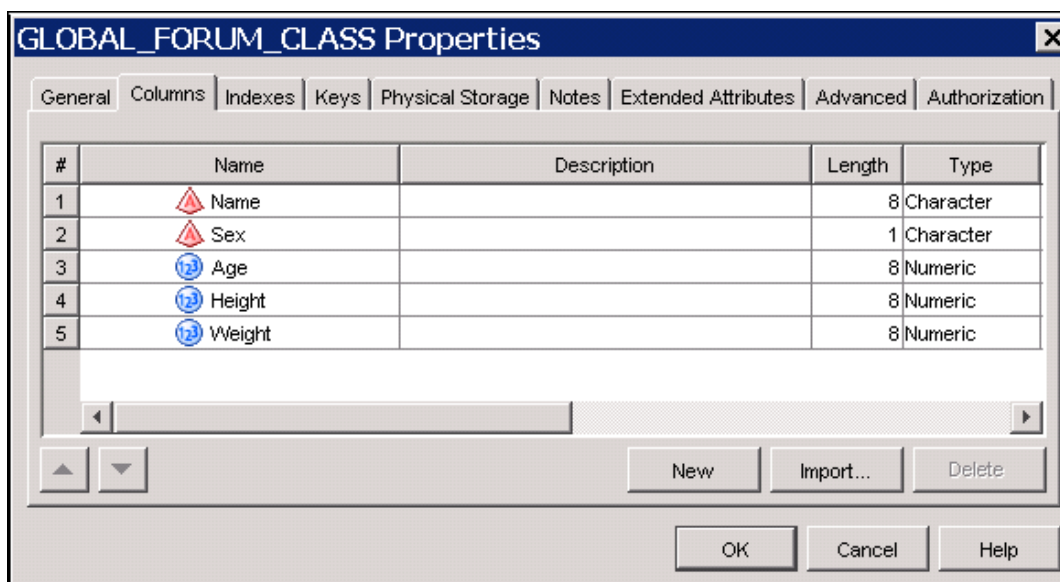 GLOBAL_FORUM_CLASS Properties
General Columns Indexes Keys Physical Storage Notes Extended Attributes Advanced Authorization
# Name Description Length Type
1 Name 8 Character
2 Sex 1 Character
3 Age 8 Numeric
4 Height 8 Numeric
5 Weight 8 Numeric
New Import... Delete
OK Cancel Help